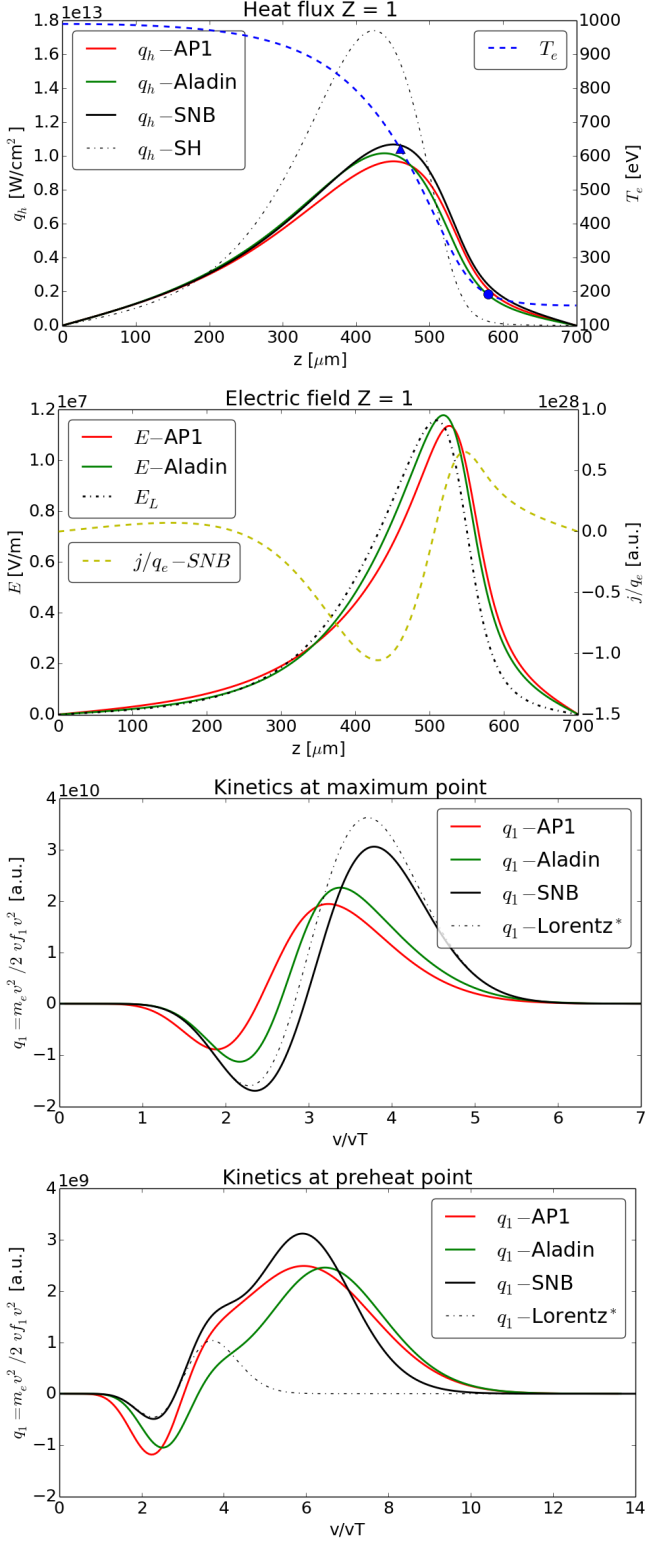 Heat flux Z = 1
1e13
q_h−AP1
q_h−Aladin
q_h−SNB
q_h−SH
T_e
1.8
1.6
1.4
1.2
1.0
0.8
0.6
0.4
0.2
0.0
q_h [W/cm²]
1000
900
800
700
600
500
400
300
200
100
T_e [eV]
0 100 200 300 400 500 600 700
z [μm]
Electric field Z = 1
1e7
1e28
E−AP1
E−Aladin
E_L
j/q_e−SNB
1.2
1.0
0.8
0.6
0.4
0.2
0.0
E [V/m]
1.0
0.5
0.0
−0.5
−1.0
−1.5
j/q_e [a.u.]
0 100 200 300 400 500 600 700
z [μm]
Kinetics at maximum point
1e10
q_1−AP1
q_1−Aladin
q_1−SNB
q_1−Lorentz*
4
3
2
1
0
−1
−2
q_1 = m_e v² /2 v f_1 v² [a.u.]
0 1 2 3 4 5 6 7
v/vT
Kinetics at preheat point
1e9
q_1−AP1
q_1−Aladin
q_1−SNB
q_1−Lorentz*
4
3
2
1
0
−1
−2
q_1 = m_e v² /2 v f_1 v² [a.u.]
0 2 4 6 8 10 12 14
v/vT